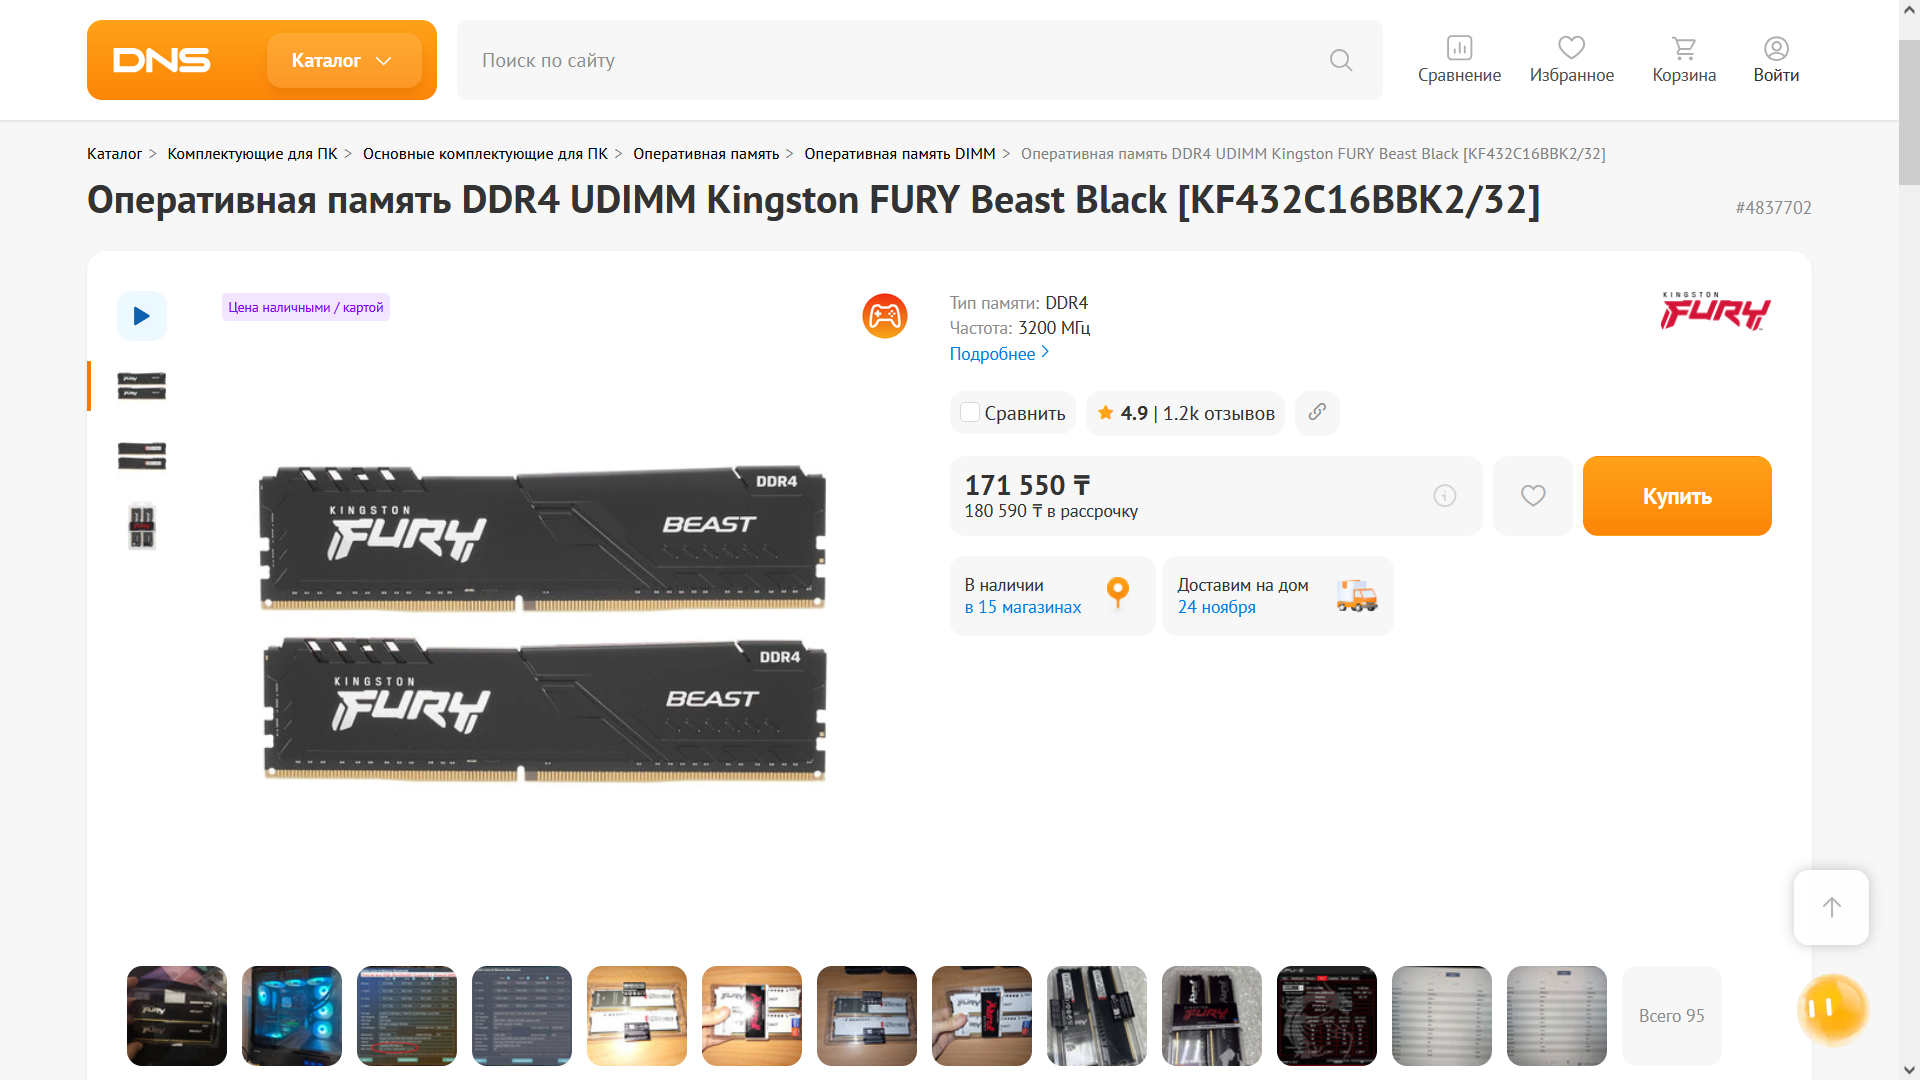 DNS
Каталог
Поиск по сайту
Сравнение
Избранное
Корзина
Войти
Каталог > Комплектующие для ПК > Основные комплектующие для ПК > Оперативная память > Оперативная память DIMM > Оперативная память DDR4 UDIMM Kingston FURY Beast Black [KF432C16BBK2/32]
Оперативная память DDR4 UDIMM Kingston FURY Beast Black [KF432C16BBK2/32]
#4837702
Цена наличными / картой
Тип памяти: DDR4
Частота: 3200 МГц
Подробнее
KINGSTON
FURY
Сравнить
4.9 | 1.2k отзывов
171 550 ₸
180 590 ₸ в рассрочку
Купить
В наличии
в 15 магазинах
Доставим на дом
24 ноября
DDR4
KINGSTON
FURY
BEAST
DDR4
KINGSTON
FURY
BEAST
Всего 95